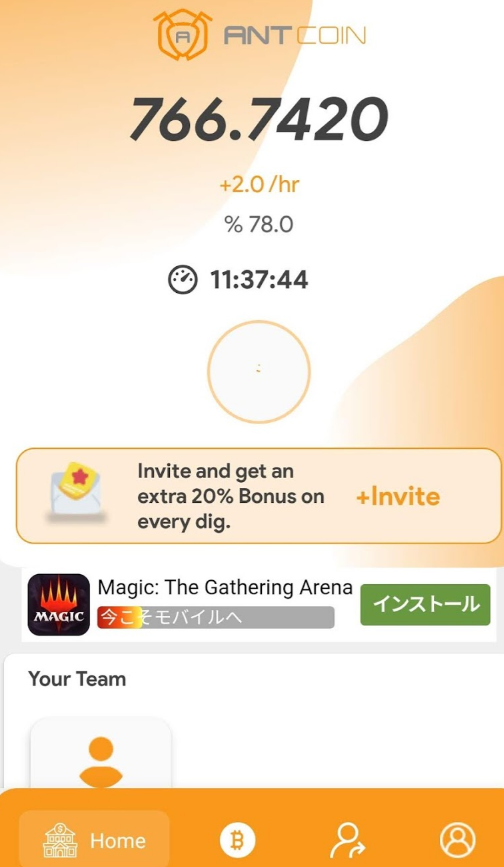 A ANTCOIN
766.7420
+2.0/hr
% 78.0
11:37:44
Invite and get an
extra 20% Bonus on
every dig.
+Invite
Magic: The Gathering Arena
MAGIC
今こそモバイルへ
インストール
Your Team
Home